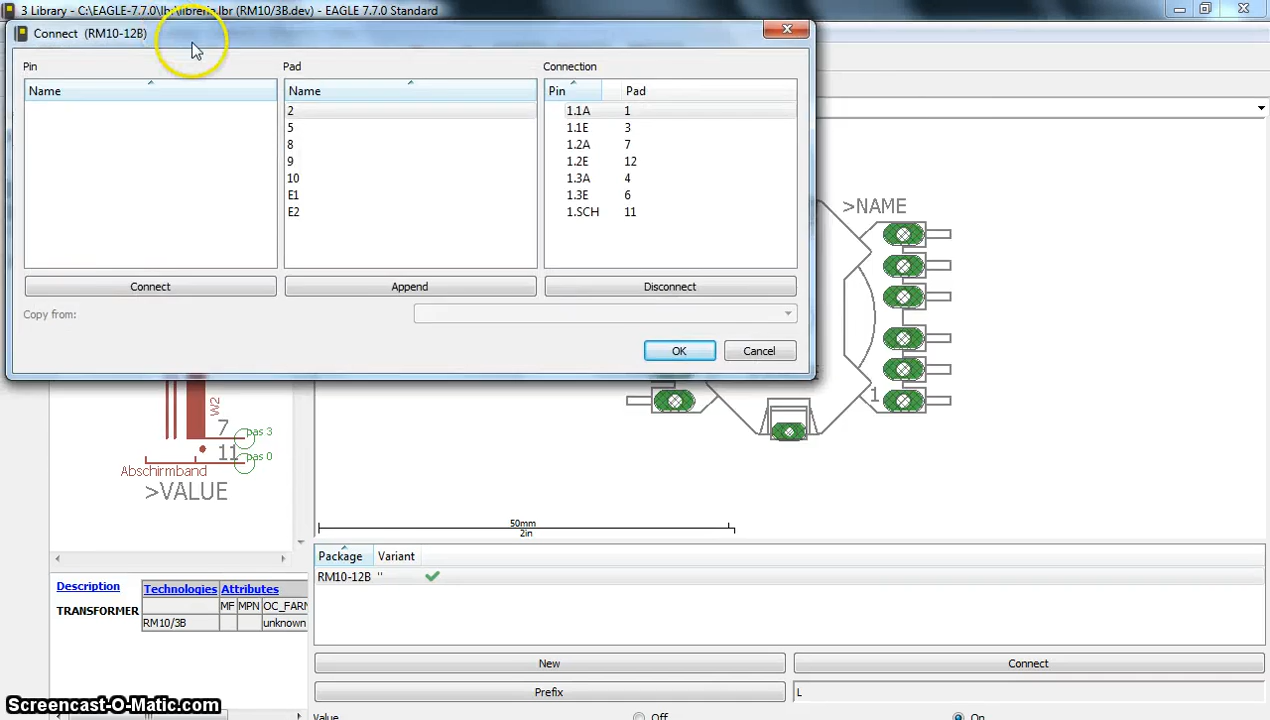 3 Library - C:\EAGLE-7.7.0\lbr\libreria.lbr (RM10/3B.dev) - EAGLE 7.7.0 Standard
Connect (RM10-12B)
Pin
Pad
Connection
Name
Name
Pin Pad
2
5
8
9
10
E1
E2
1.1A 1
1.1E 3
1.2A 7
1.2E 12
1.3A 4
1.3E 6
1.SCH 11
Connect
Append
Disconnect
Copy from:
OK
Cancel
>NAME
1
W2
7
pas 3
11
pas 0
Abschirmband
>VALUE
50mm
2in
Package Variant
RM10-12B ''
Description
TRANSFORMER
Technologies Attributes
MF MPN OC_FARN
RM10/3B unknown
New
Connect
Prefix
L
Value
Off
On
Screencast-O-Matic.com